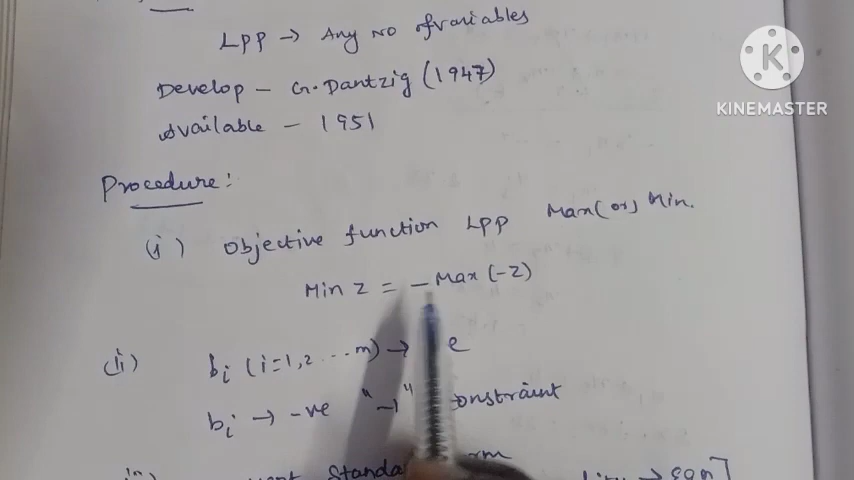 LPP → Any No of variables
KINEMASTER
Develop - G. Dantzig (1947)
Available - 1951
Procedure:
(i) Objective function LPP Max (or) Min.
Min Z = - Max (-Z)
(ii) bi (i=1,2...m) → e
bi → -ve "-1" constraint